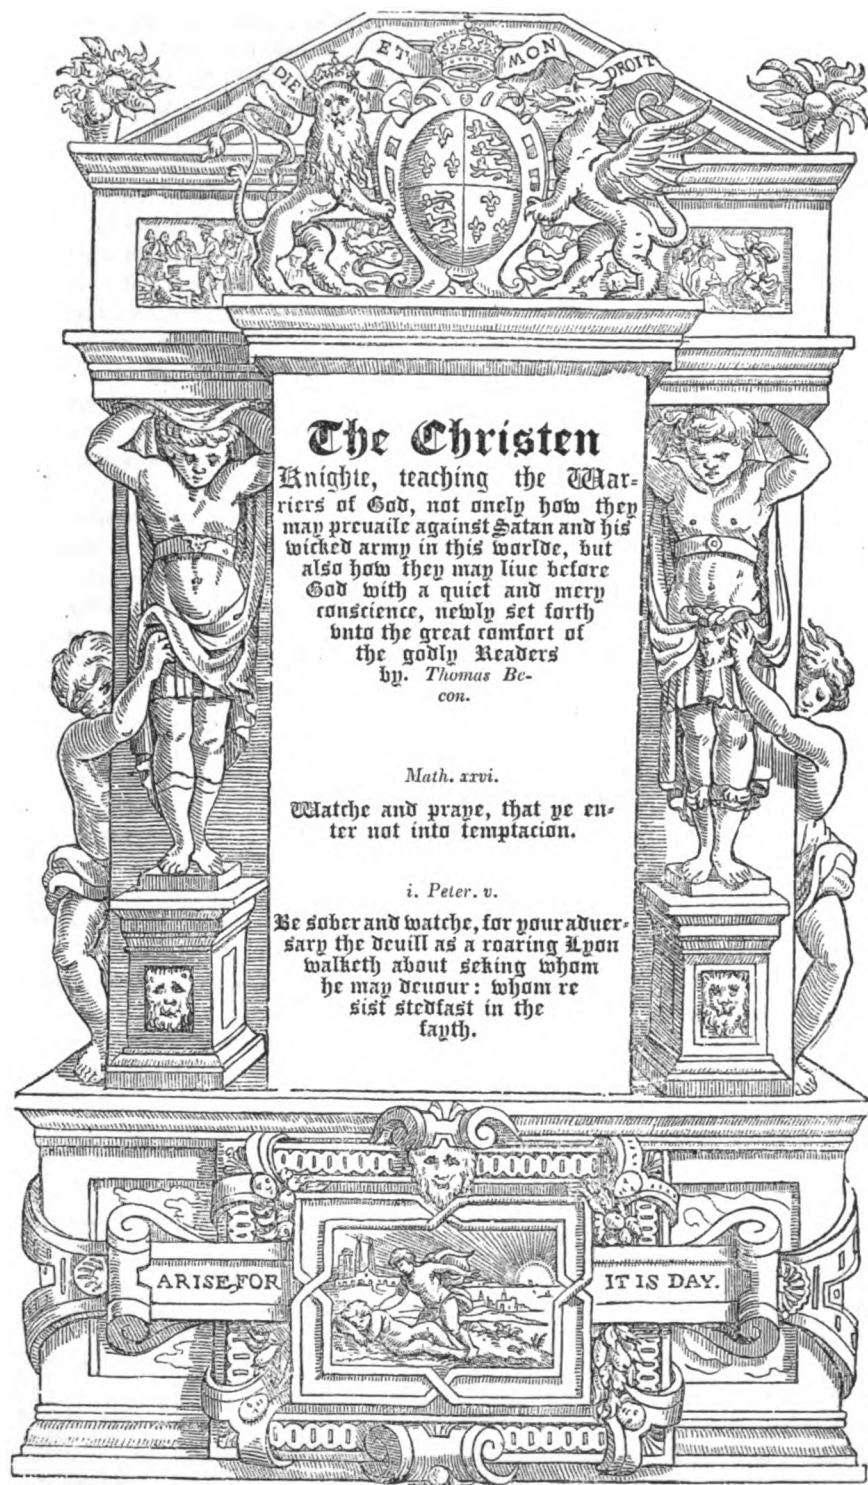 DIEV ET MON DROIT
The Christen
Knighte, teaching the War-
riers of God, not onely how they
may preuaile against Satan and his
wicked army in this worlde, but
also how they may liue before
God with a quiet and mery
conscience, newly set forth
vnto the great comfort of
the godly Readers
by. Thomas Be-
con.
Math. xxvi.
Watche and praye, that ye en-
ter not into temptacion.
i. Peter. v.
Be sober and watche, for your aduer-
sary the deuill as a roaring Lyon
walketh about seking whom
he may deuour: whom re
sist stedfast in the
fayth.
ARISE, FOR IT IS DAY.